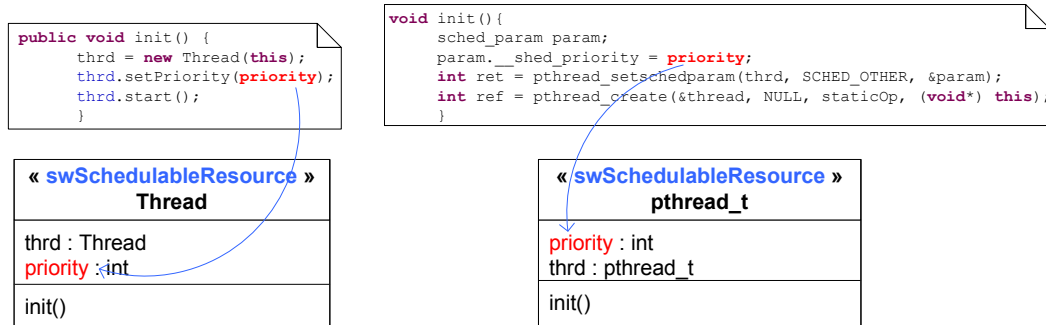 public void init() {
thrd = new Thread(this);
thrd.setPriority(priority);
thrd.start();
}
void init(){
sched_param param;
param.__shed_priority = priority;
int ret = pthread_setschedparam(thrd, SCHED_OTHER, &param);
int ref = pthread_create(&thread, NULL, staticOp, (void*) this);
}
« swSchedulableResource »
Thread
thrd : Thread
priority : int
init()
« swSchedulableResource »
pthread_t
priority : int
thrd : pthread_t
init()